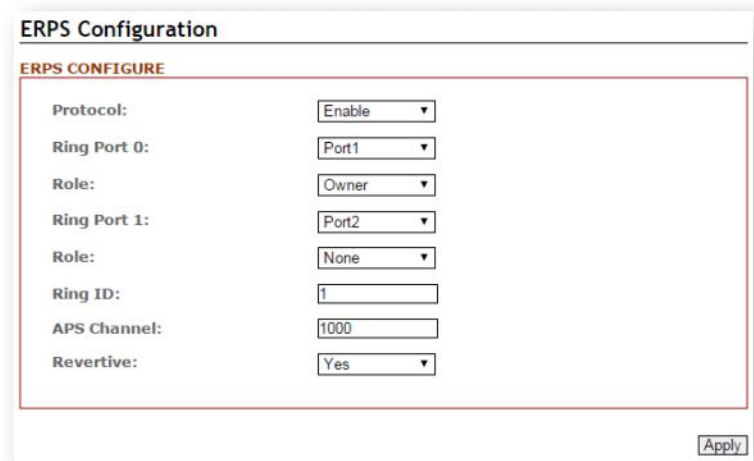 ERPS Configuration
ERPS CONFIGURE
Protocol: Enable
Ring Port 0: Port1
Role: Owner
Ring Port 1: Port2
Role: None
Ring ID: 1
APS Channel: 1000
Revertive: Yes
Apply